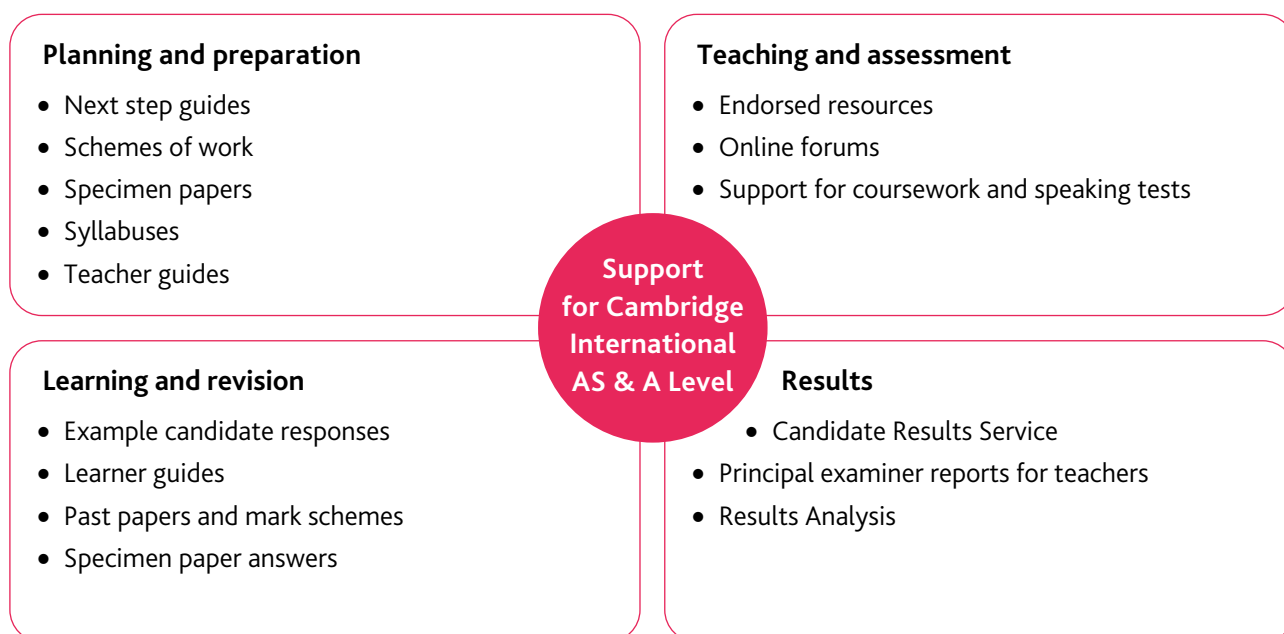 Planning and preparation
• Next step guides
• Schemes of work
• Specimen papers
• Syllabuses
• Teacher guides
Teaching and assessment
• Endorsed resources
• Online forums
• Support for coursework and speaking tests
Support
for Cambridge
International
AS & A Level
Learning and revision
• Example candidate responses
• Learner guides
• Past papers and mark schemes
• Specimen paper answers
Results
• Candidate Results Service
• Principal examiner reports for teachers
• Results Analysis